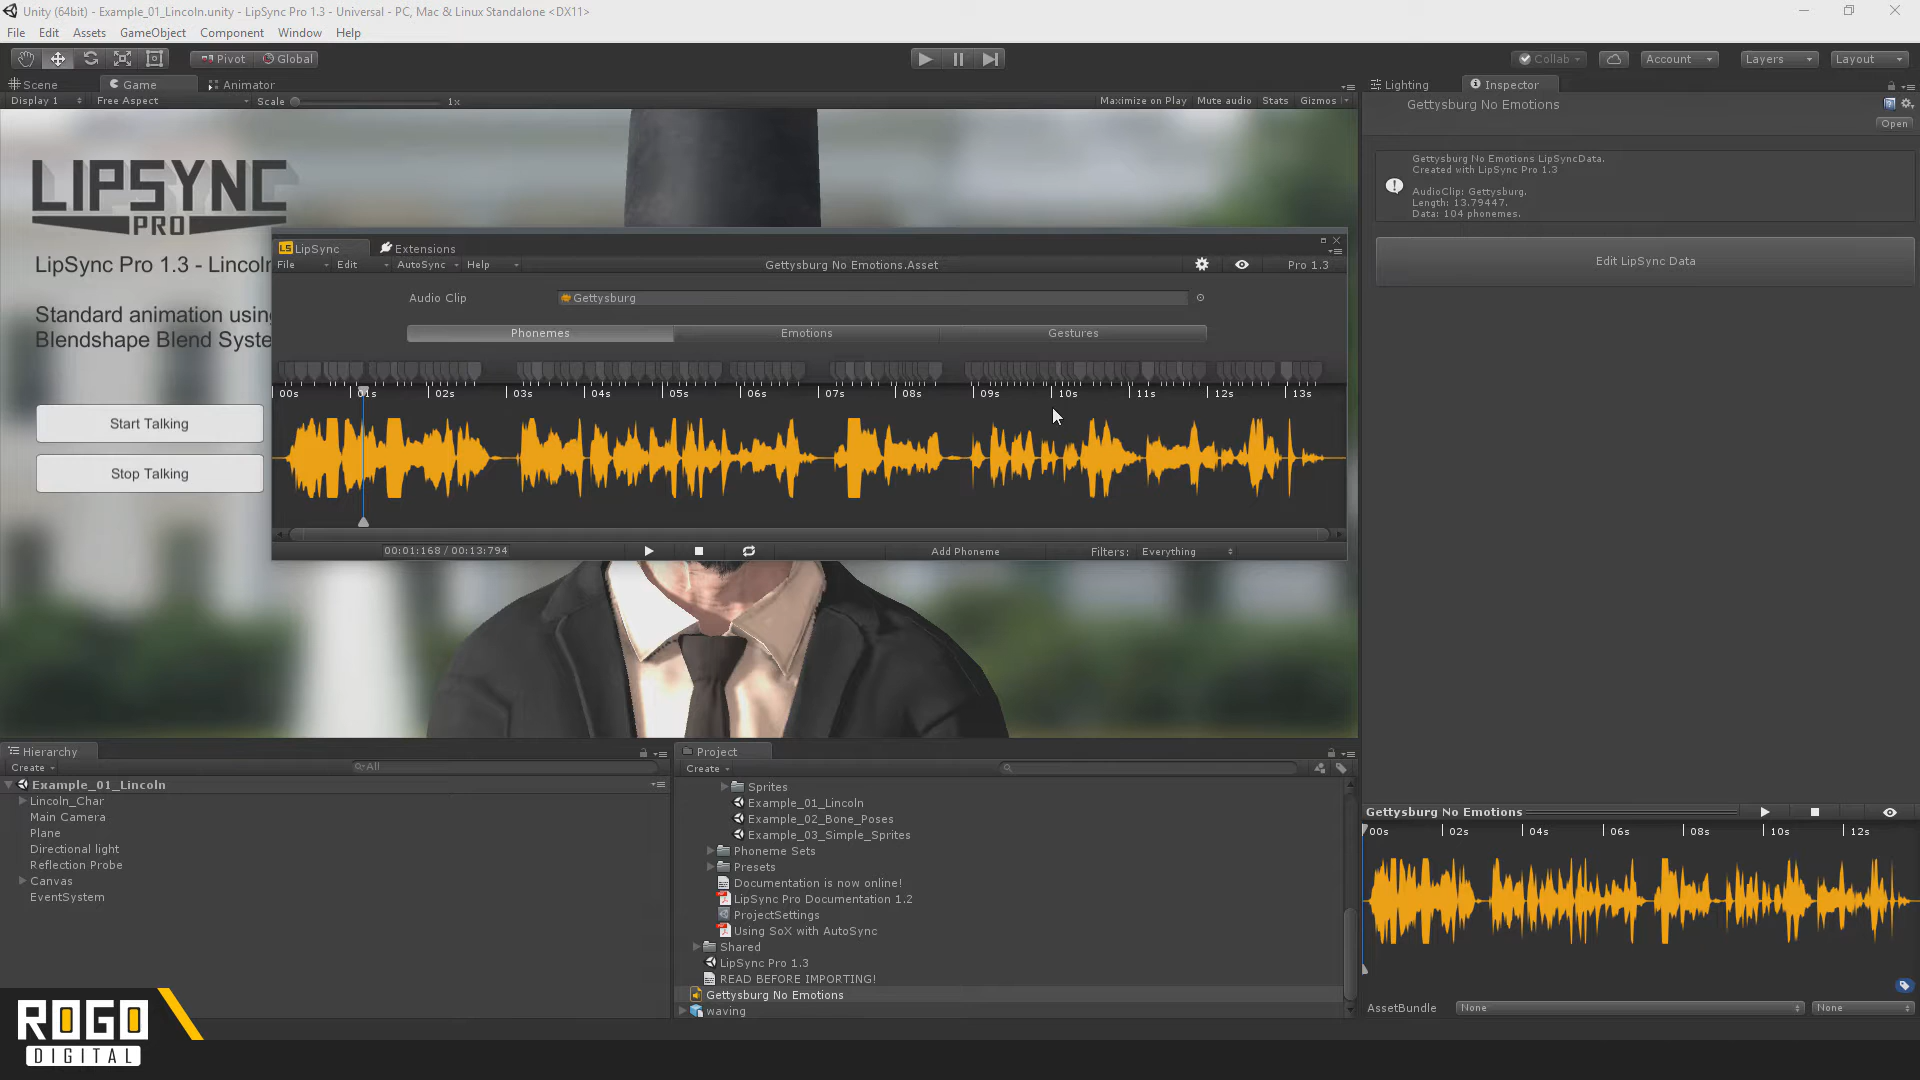 Unity (64bit) - Example_01_Lincoln.unity - LipSync Pro 1.3 - Universal - PC, Mac & Linux Standalone <DX11>
File Edit Assets GameObject Component Window Help
Pivot Global Collab Account Layers Layout
Scene Game Animator
Display 1 Free Aspect Scale 1x Maximize on Play Mute audio Stats Gizmos
Lighting Inspector
Gettysburg No Emotions
Open
Gettysburg No Emotions LipSyncData.
Created with LipSync Pro 1.3
AudioClip: Gettysburg.
Length: 13.79447.
Data: 104 phonemes.
Edit LipSync Data
LIPSYNC
PRO
LipSync Pro 1.3 - Lincoln
Standard animation using
Blendshape Blend Syste
Start Talking
Stop Talking
LS LipSync Extensions
File Edit AutoSync Help Gettysburg No Emotions.Asset Pro 1.3
Audio Clip Gettysburg
Phonemes Emotions Gestures
00s 01s 02s 03s 04s 05s 06s 07s 08s 09s 10s 11s 12s 13s
00:01:168 / 00:13:794 Add Phoneme Filters: Everything
Hierarchy
Create All
Example_01_Lincoln
Lincoln_Char
Main Camera
Plane
Directional light
Reflection Probe
Canvas
EventSystem
Project
Create
Sprites
Example_01_Lincoln
Example_02_Bone_Poses
Example_03_Simple_Sprites
Phoneme Sets
Presets
Documentation is now online!
LipSync Pro Documentation 1.2
ProjectSettings
Using SoX with AutoSync
Shared
LipSync Pro 1.3
READ BEFORE IMPORTING!
Gettysburg No Emotions
waving
Gettysburg No Emotions
00s 02s 04s 06s 08s 10s 12s
AssetBundle None None
ROGO
DIGITAL